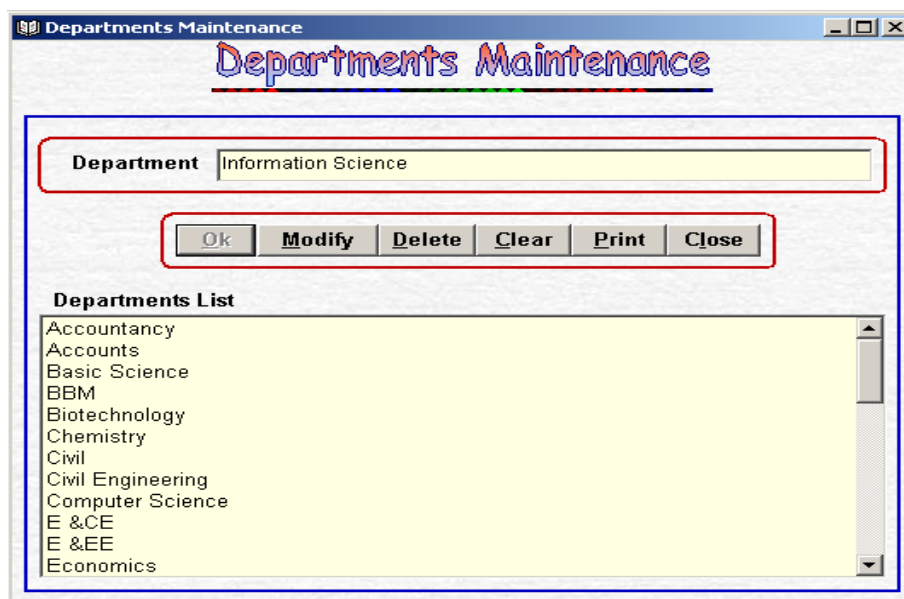 Departments Maintenance
Departments Maintenance
Department Information Science
Ok Modify Delete Clear Print Close
Departments List
Accountancy
Accounts
Basic Science
BBM
Biotechnology
Chemistry
Civil
Civil Engineering
Computer Science
E &CE
E &EE
Economics